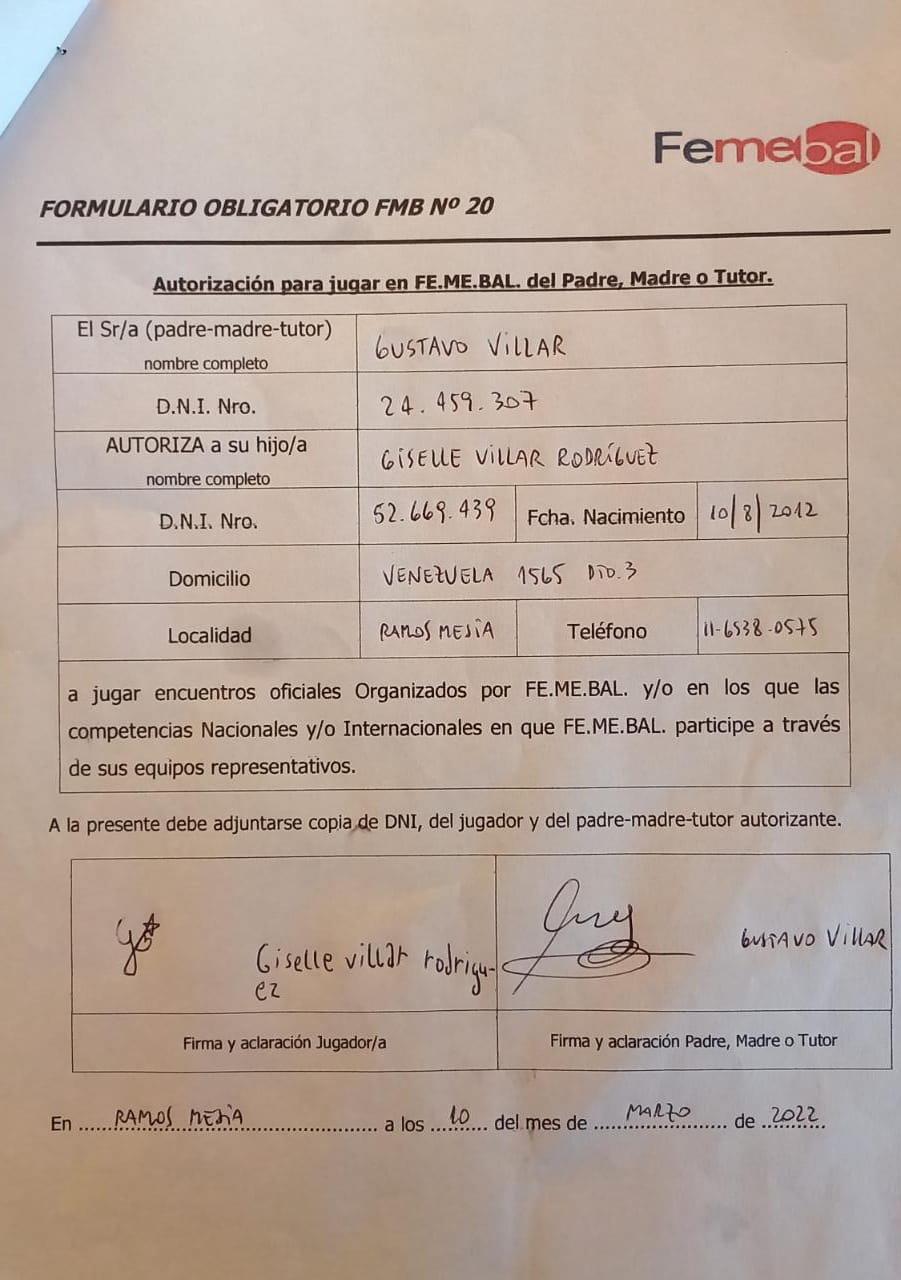 Femebal
FORMULARIO OBLIGATORIO FMB Nº 20
Autorización para jugar en FE.ME.BAL. del Padre, Madre o Tutor.
El Sr/a (padre-madre-tutor)
nombre completo
GUSTAVO VILLAR
D.N.I. Nro.
24.459.307
AUTORIZA a su hijo/a
nombre completo
GISELLE VILLAR RODRÍGUEZ
D.N.I. Nro.
52.669.439
Fcha. Nacimiento
10/8/2012
Domicilio
VENEZUELA 1565 DTO.3
Localidad
RAMOS MEJÍA
Teléfono
11-6538-0575
a jugar encuentros oficiales Organizados por FE.ME.BAL. y/o en los que las
competencias Nacionales y/o Internacionales en que FE.ME.BAL. participe a través
de sus equipos representativos.
A la presente debe adjuntarse copia de DNI, del jugador y del padre-madre-tutor autorizante.
Giselle villar rodrigu-
ez
GUSTAVO VILLAR
Firma y aclaración Jugador/a
Firma y aclaración Padre, Madre o Tutor
En RAMOS MEJÍA a los 10 del mes de MARZO de 2022